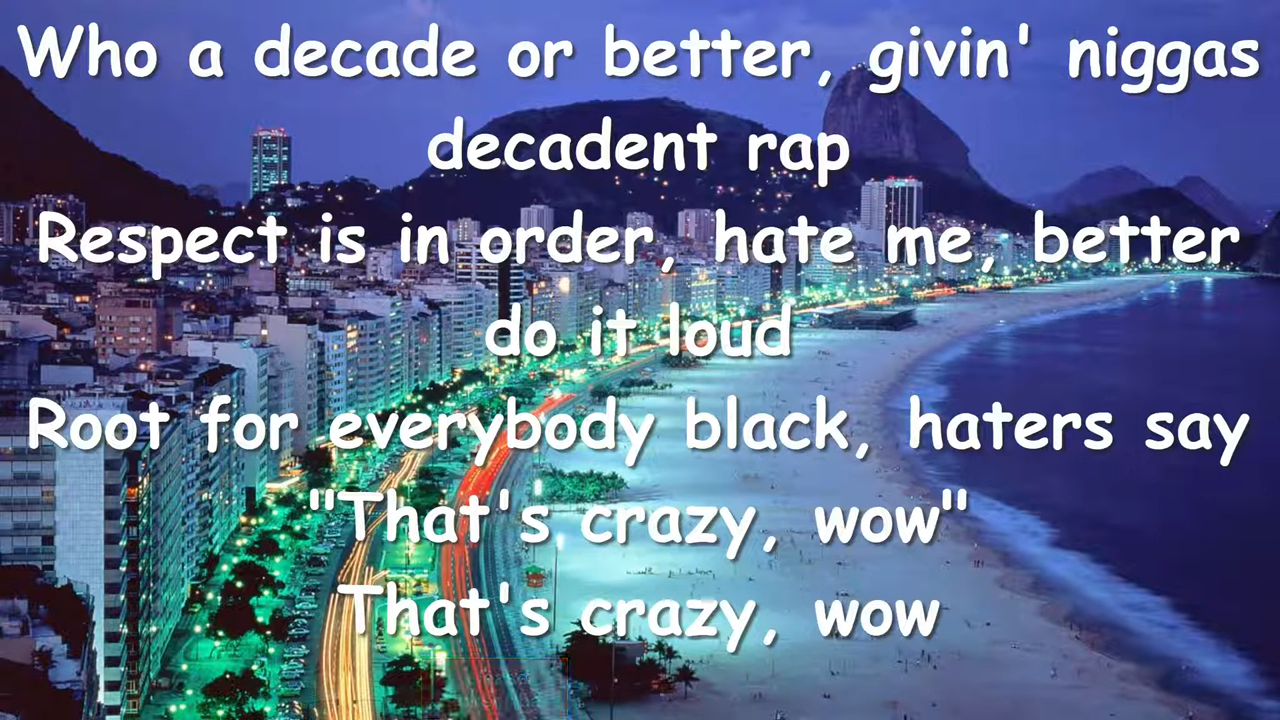 Who a decade or better, givin' niggas
decadent rap
Respect is in order, hate me, better
do it loud
Root for everybody black, haters say
"That's crazy, wow"
That's crazy, wow